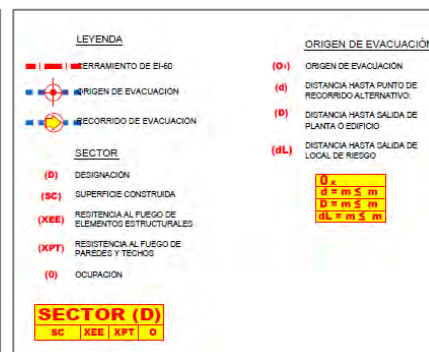 LEYENDA
CERRAMIENTO DE EI-60
ORIGEN DE EVACUACIÓN
RECORRIDO DE EVACUACIÓN
SECTOR
(D) DESIGNACIÓN
(SC) SUPERFICIE CONSTRUIDA
(XEE) RESITENCIA AL FUEGO DE
ELEMENTOS ESTRUCTURALES
(XPT) RESISTENCIA AL FUEGO DE
PAREDES Y TECHOS
(O) OCUPACIÓN
SECTOR (D)
SC XEE XPT O
ORIGEN DE EVACUACIÓN
(O₁) ORIGEN DE EVACUACIÓN
(d) DISTANCIA HASTA PUNTO DE
RECORRIDO ALTERNATIVO.
(D) DISTANCIA HASTA SALIDA DE
PLANTA O EDIFICIO
(dL) DISTANCIA HASTA SALIDA DE
LOCAL DE RIESGO
Ox
d = m ≤ m
D = m ≤ m
dL = m ≤ m